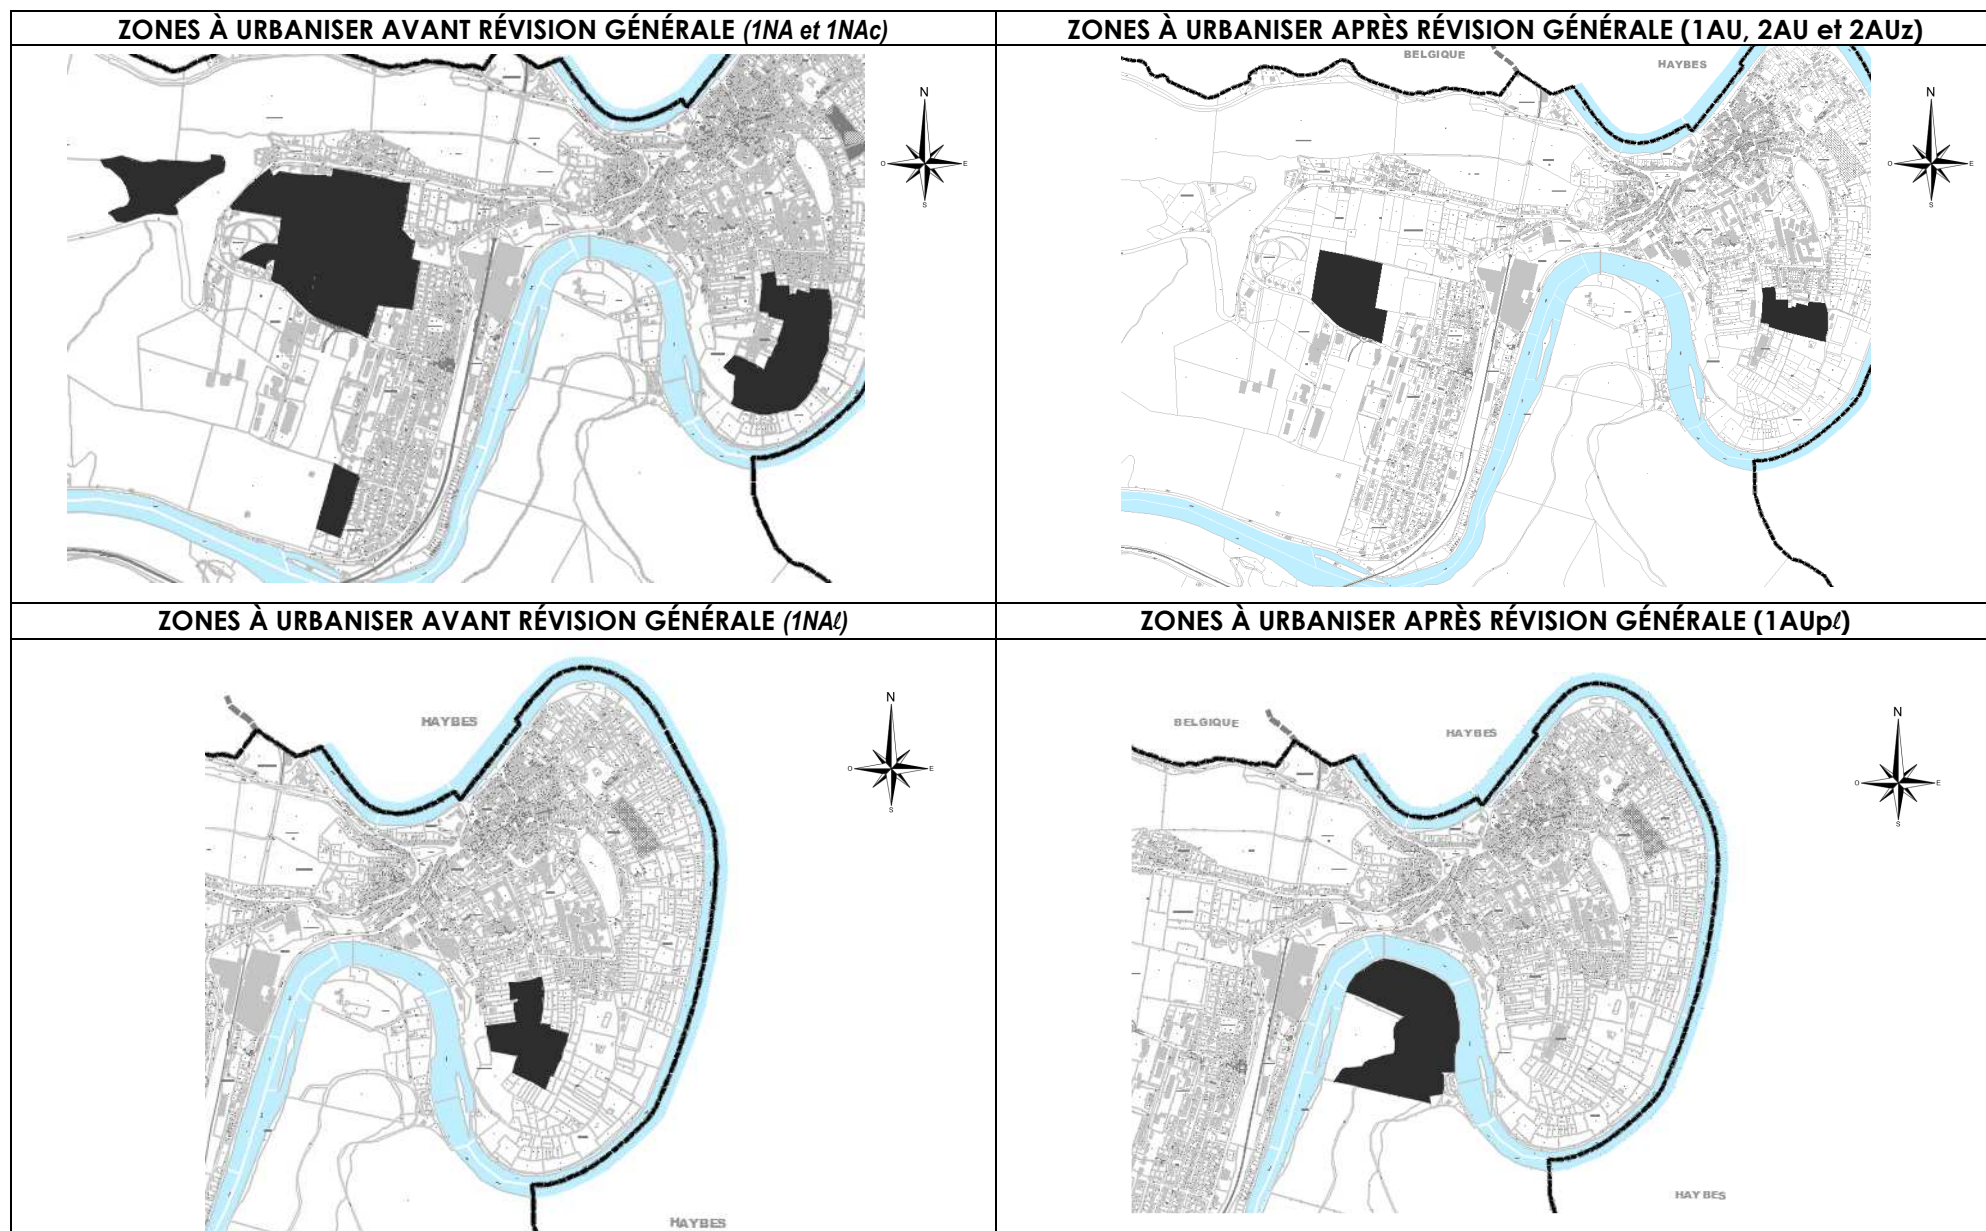 ZONES À URBANISER AVANT RÉVISION GÉNÉRALE (1NA et 1NAc)
ZONES À URBANISER APRÈS RÉVISION GÉNÉRALE (1AU, 2AU et 2AUz)
N
O
E
S
BELGIQUE
HAYBES
N
O
E
S
ZONES À URBANISER AVANT RÉVISION GÉNÉRALE (1NAℓ)
ZONES À URBANISER APRÈS RÉVISION GÉNÉRALE (1AUpℓ)
HAYBES
N
O
E
S
HAYBES
BELGIQUE
HAYBES
N
O
E
S
HAYBES